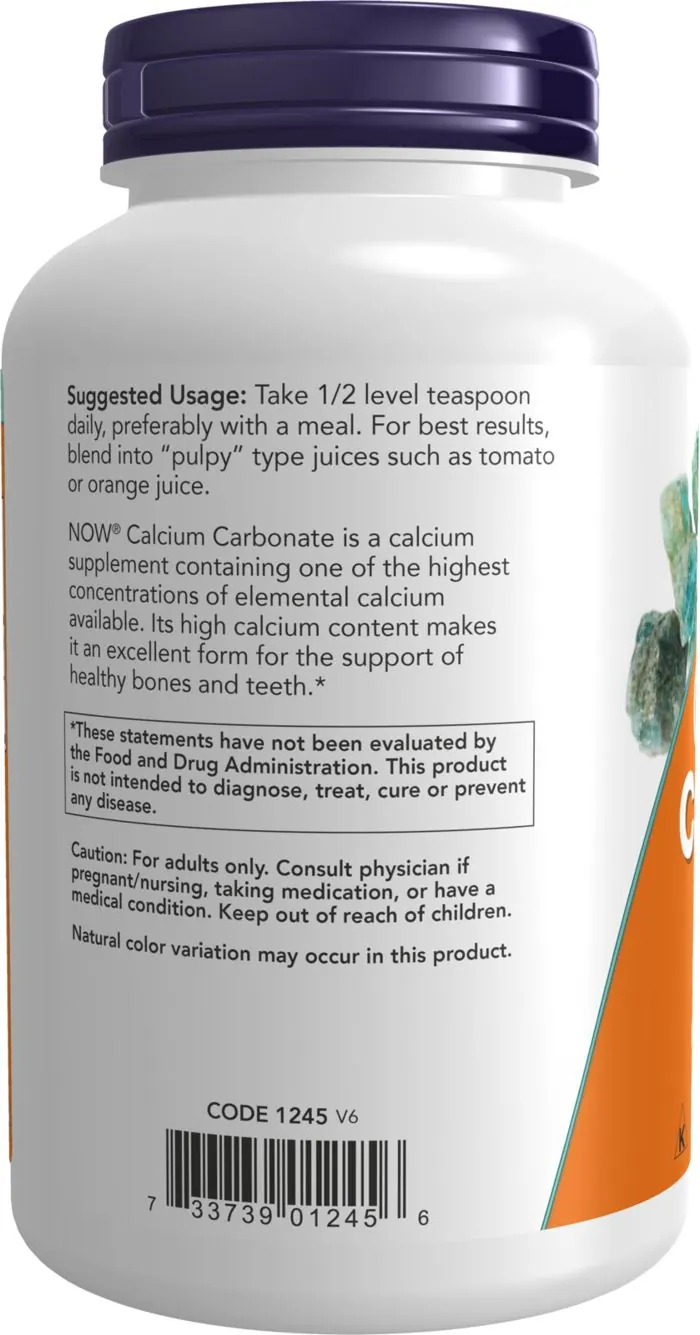 Suggested Usage: Take 1/2 level teaspoon
daily, preferably with a meal. For best results,
blend into “pulpy” type juices such as tomato
or orange juice.
NOW® Calcium Carbonate is a calcium
supplement containing one of the highest
concentrations of elemental calcium
available. Its high calcium content makes
it an excellent form for the support of
healthy bones and teeth.*
*These statements have not been evaluated by
the Food and Drug Administration. This product
is not intended to diagnose, treat, cure or prevent
any disease.
Caution: For adults only. Consult physician if
pregnant/nursing, taking medication, or have a
medical condition. Keep out of reach of children.
Natural color variation may occur in this product.
CODE 1245 V6
7 33739 01245 6
C
K